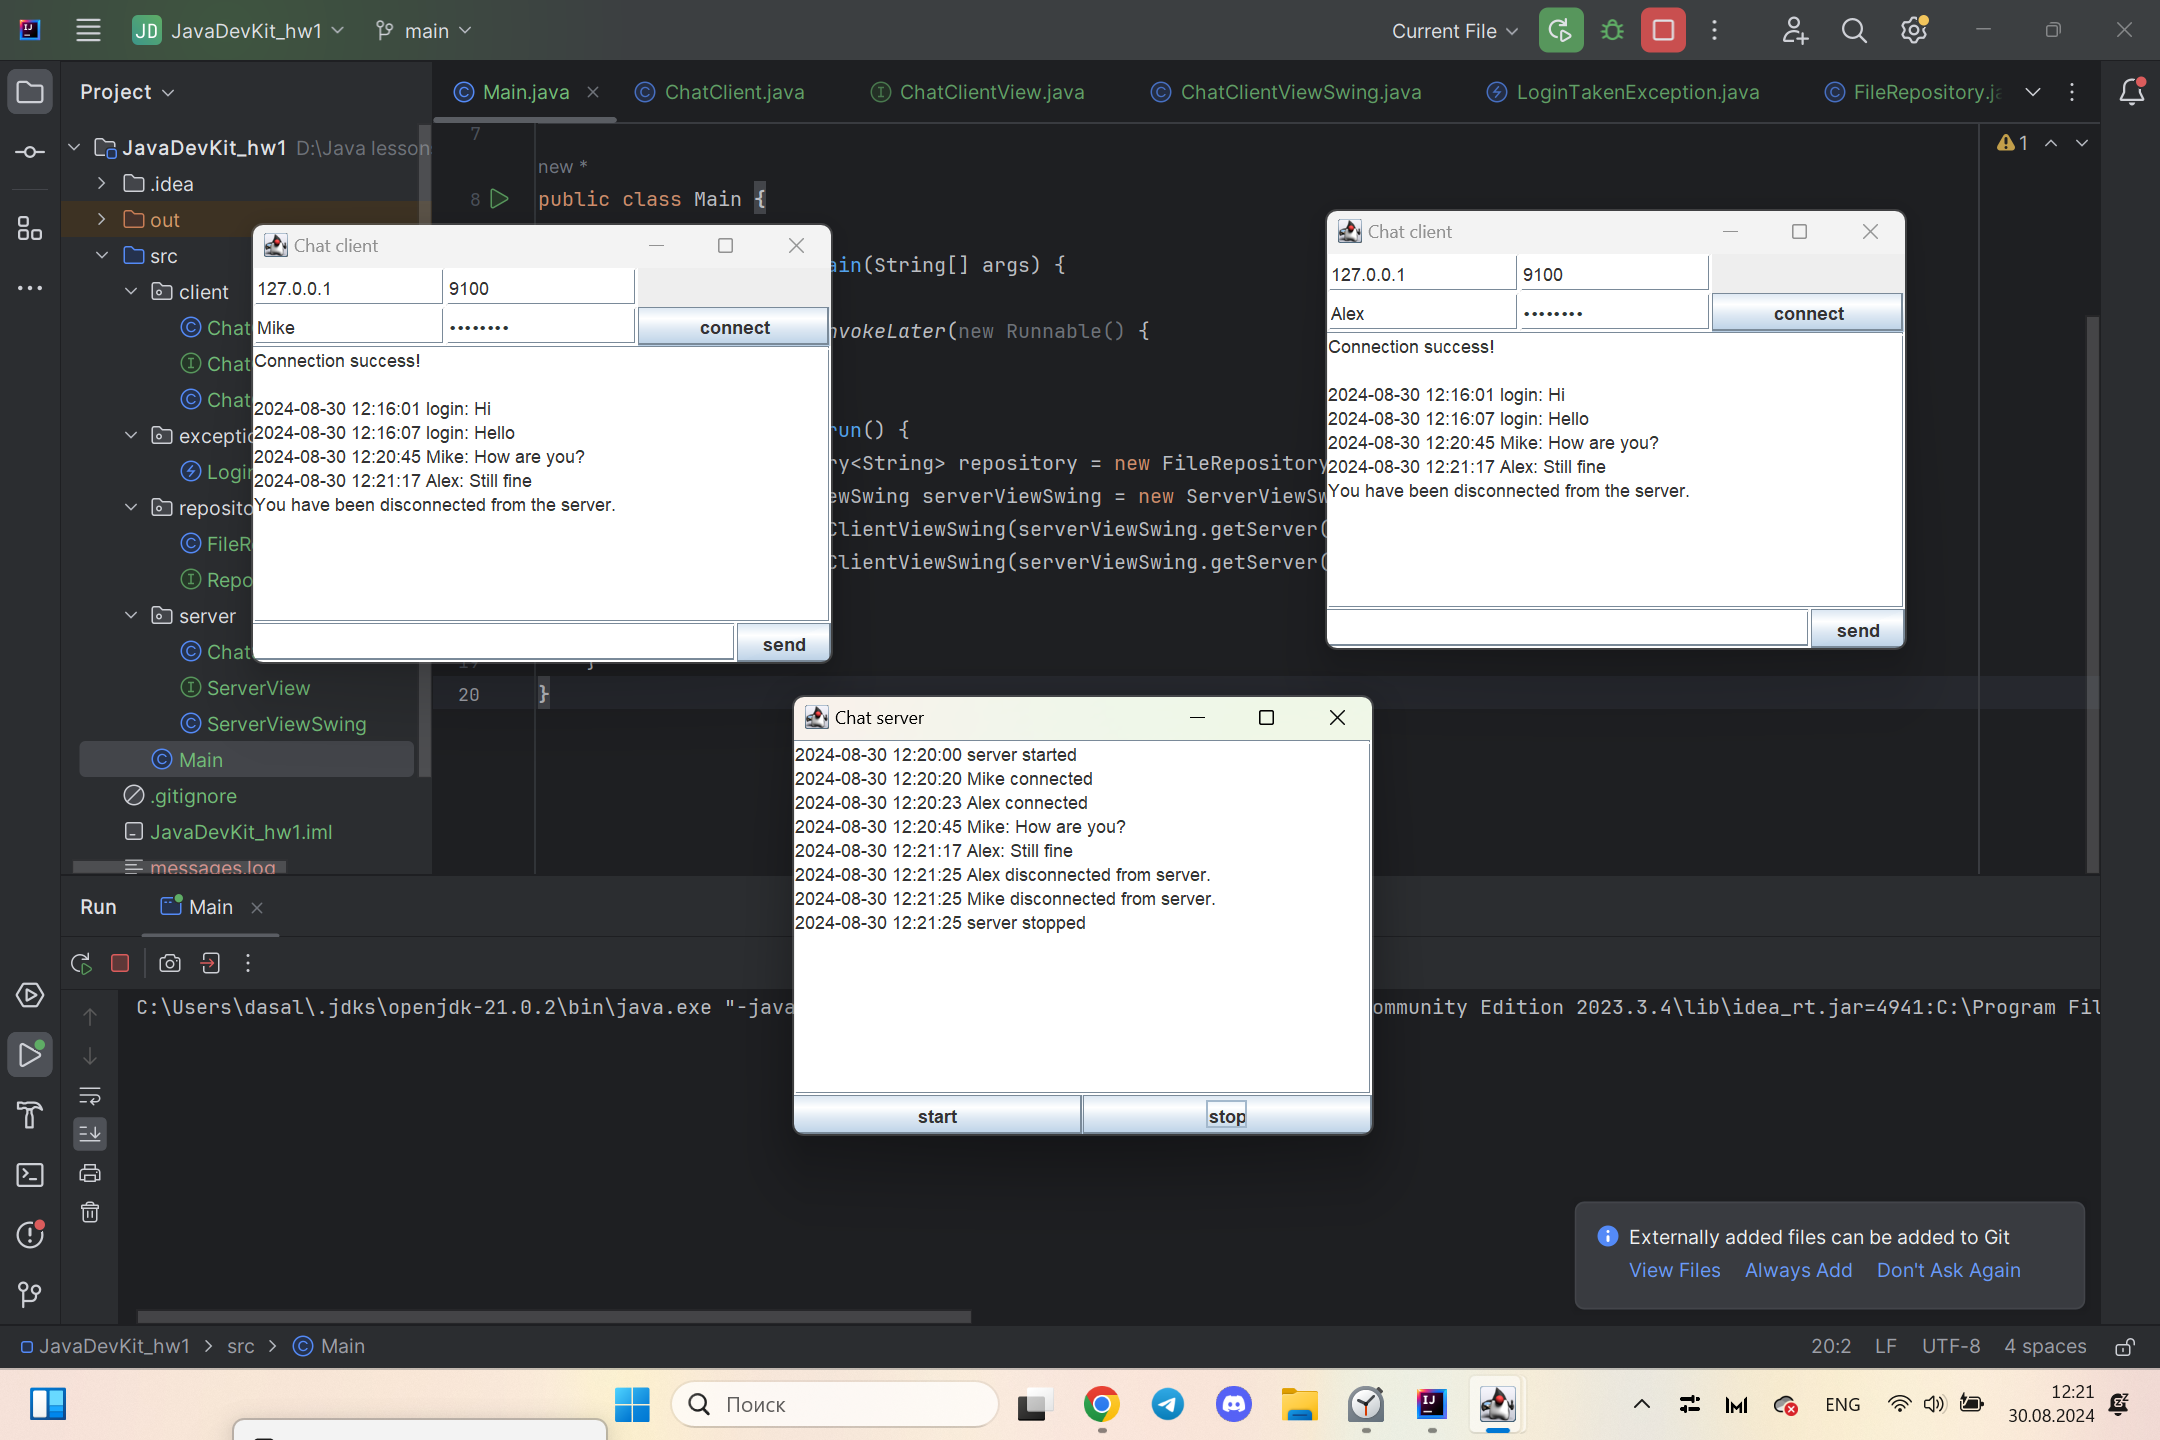 JD JavaDevKit_hw1 main
Current File
Project
Main.java ChatClient.java ChatClientView.java ChatClientViewSwing.java LoginTakenException.java FileRepository.ja
JavaDevKit_hw1 D:\Java lesson
.idea
out
src
client
Chat
Chat
Chat
exceptic
Login
reposito
FileR
Repo
server
Chat
ServerView
ServerViewSwing
Main
.gitignore
JavaDevKit_hw1.iml
messages.log
7
new *
8 public class Main {
ain(String[] args) {
nvokeLater(new Runnable() {
run() {
ry<String> repository = new FileRepository
ewSwing serverViewSwing = new ServerViewSw
ClientViewSwing(serverViewSwing.getServer(
ClientViewSwing(serverViewSwing.getServer(
19 }
20 }
1
Chat client
127.0.0.1 9100
Mike •••••••• connect
Connection success!
2024-08-30 12:16:01 login: Hi
2024-08-30 12:16:07 login: Hello
2024-08-30 12:20:45 Mike: How are you?
2024-08-30 12:21:17 Alex: Still fine
You have been disconnected from the server.
send
Chat client
127.0.0.1 9100
Alex •••••••• connect
Connection success!
2024-08-30 12:16:01 login: Hi
2024-08-30 12:16:07 login: Hello
2024-08-30 12:20:45 Mike: How are you?
2024-08-30 12:21:17 Alex: Still fine
You have been disconnected from the server.
send
Chat server
2024-08-30 12:20:00 server started
2024-08-30 12:20:20 Mike connected
2024-08-30 12:20:23 Alex connected
2024-08-30 12:20:45 Mike: How are you?
2024-08-30 12:21:17 Alex: Still fine
2024-08-30 12:21:25 Alex disconnected from server.
2024-08-30 12:21:25 Mike disconnected from server.
2024-08-30 12:21:25 server stopped
start stop
Run Main
C:\Users\dasal\.jdks\openjdk-21.0.2\bin\java.exe "-java
ommunity Edition 2023.3.4\lib\idea_rt.jar=4941:C:\Program Fil
Externally added files can be added to Git
View Files Always Add Don't Ask Again
JavaDevKit_hw1 > src > Main
20:2 LF UTF-8 4 spaces
Поиск
ENG
12:21
30.08.2024